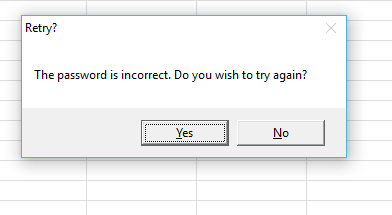 Retry?
The password is incorrect. Do you wish to try again?
Yes No